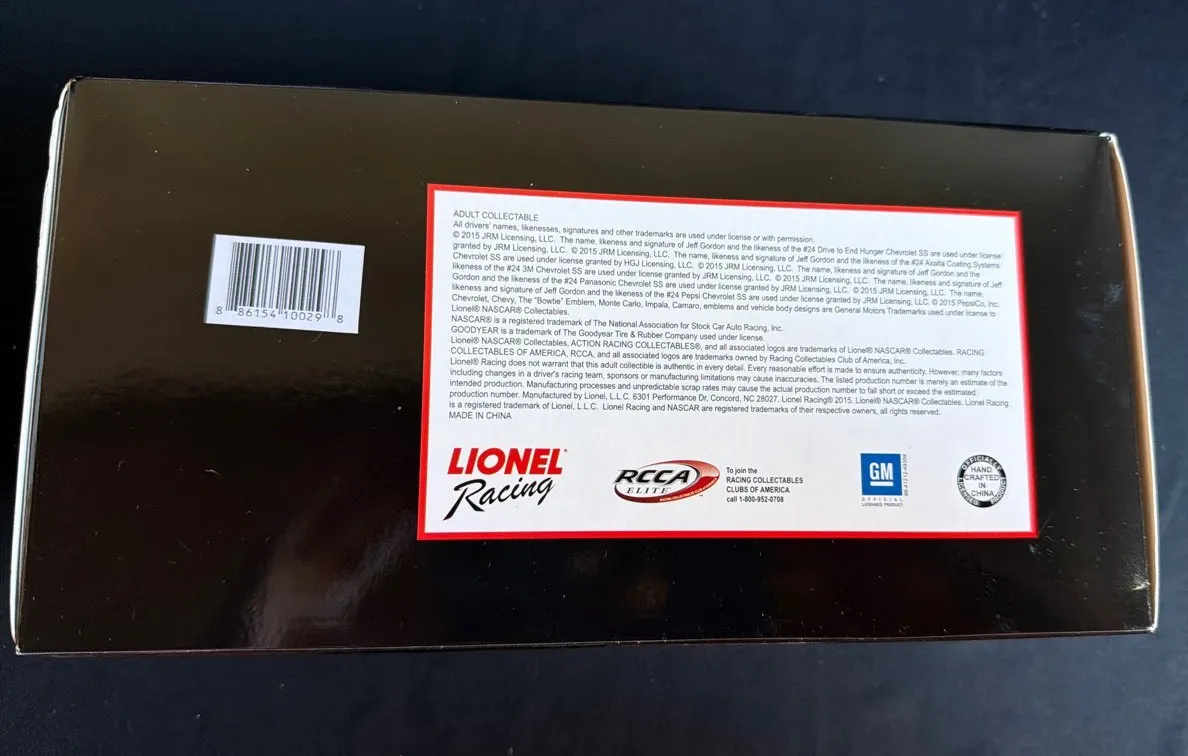 ADULT COLLECTABLE
All drivers' names, likenesses, signatures and other trademarks are used under license or with permission.
© 2015 JRM Licensing, LLC. The name, likeness and signature of Jeff Gordon and the likeness of the #24 Drive to End Hunger Chevrolet SS are used under license
granted by JRM Licensing, LLC. © 2015 JRM Licensing, LLC. The name, likeness and signature of Jeff Gordon and the likeness of the #24 Axalta Coating Systems
Chevrolet SS are used under license granted by HGJ Licensing, LLC. © 2015 JRM Licensing, LLC. The name, likeness and signature of Jeff Gordon and the
likeness of the #24 3M Chevrolet SS are used under license granted by JRM Licensing, LLC. © 2015 JRM Licensing, LLC. The name, likeness and signature of Jeff
Gordon and the likeness of the #24 Panasonic Chevrolet SS are used under license granted by JRM Licensing, LLC. © 2015 JRM Licensing, LLC. The name,
likeness and signature of Jeff Gordon and the likeness of the #24 Pepsi Chevrolet SS are used under license granted by JRM Licensing, LLC. © 2015 PepsiCo, Inc.
Chevrolet, Chevy, The "Bowtie" Emblem, Monte Carlo, Impala, Camaro, emblems and vehicle body designs are General Motors Trademarks used under license to
Lionel® NASCAR® Collectables.
NASCAR® is a registered trademark of The National Association for Stock Car Auto Racing, Inc.
GOODYEAR is a trademark of The Goodyear Tire & Rubber Company used under license.
Lionel® NASCAR® Collectables, ACTION RACING COLLECTABLES®, and all associated logos are trademarks of Lionel® NASCAR® Collectables. RACING
COLLECTABLES OF AMERICA, RCCA, and all associated logos are trademarks owned by Racing Collectables Club of America, Inc.
Lionel® Racing does not warrant that this adult collectible is authentic in every detail. Every reasonable effort is made to ensure authenticity. However, many factors
including changes in a driver's racing team, sponsors or manufacturing limitations may cause inaccuracies. The listed production number is merely an estimate of the
intended production. Manufacturing processes and unpredictable scrap rates may cause the actual production number to fall short or exceed the estimated
production number. Manufactured by Lionel, L.L.C. 6301 Performance Dr, Concord, NC 28027. Lionel Racing® 2015. Lionel® NASCAR® Collectables. Lionel Racing
is a registered trademark of Lionel, L.L.C. Lionel Racing and NASCAR are registered trademarks of their respective owners, all rights reserved.
MADE IN CHINA
8 86154 10029 8
LIONEL
Racing
RCCA
ELITE
To join the
RACING COLLECTABLES
CLUBS OF AMERICA
call 1-800-952-0708
GM
OFFICIAL
LICENSED PRODUCT
OFFICIALLY
HAND
CRAFTED
IN
CHINA
LICENSED PRODUCT